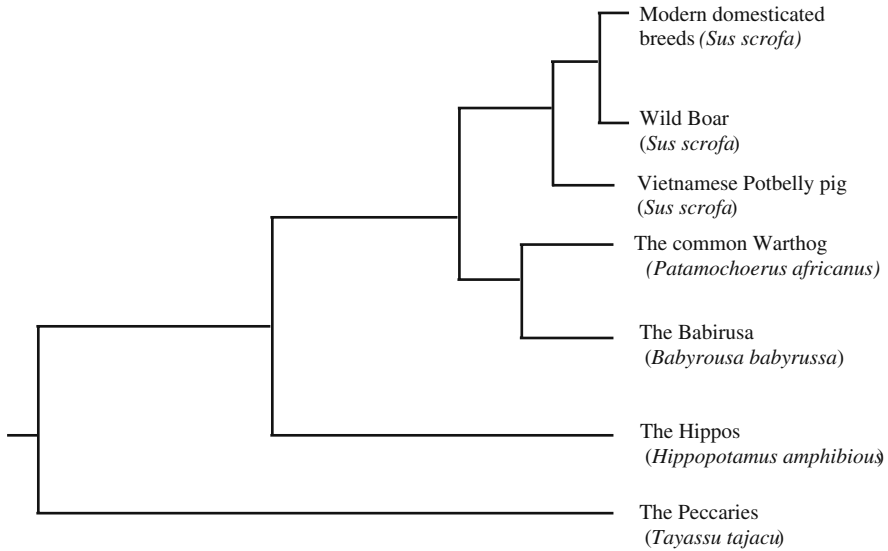 Modern domesticated
breeds (Sus scrofa)
Wild Boar
(Sus scrofa)
Vietnamese Potbelly pig
(Sus scrofa)
The common Warthog
(Patamochoerus africanus)
The Babirusa
(Babyrousa babyrussa)
The Hippos
(Hippopotamus amphibious)
The Peccaries
(Tayassu tajacu)